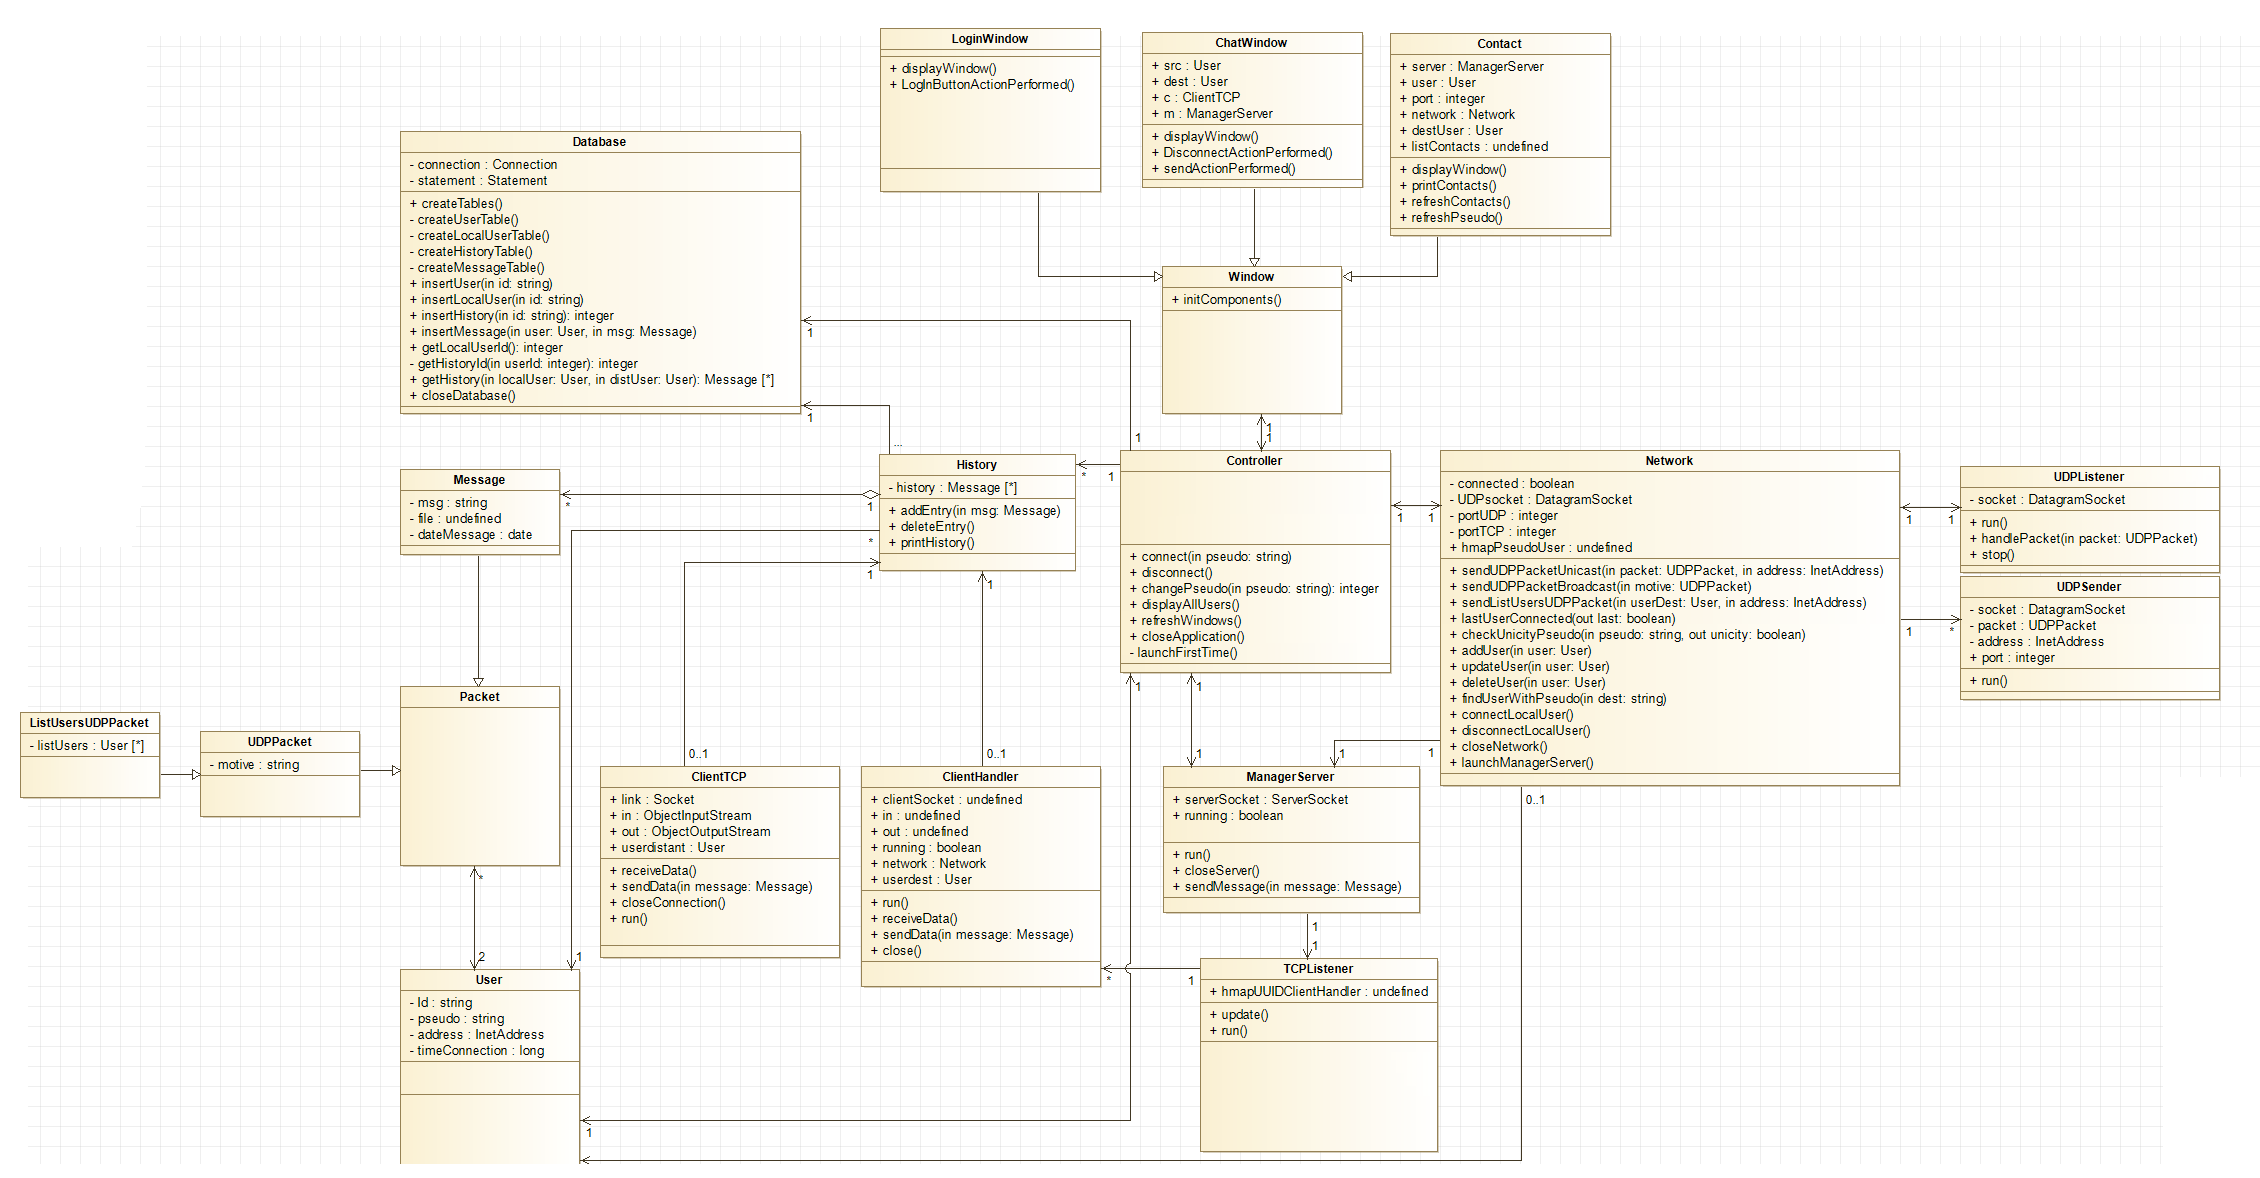 LoginWindow
+ displayWindow()
+ LogInButtonActionPerformed()
ChatWindow
+ src : User
+ dest : User
+ c : ClientTCP
+ m : ManagerServer
+ displayWindow()
+ DisconnectActionPerformed()
+ sendActionPerformed()
Contact
+ server : ManagerServer
+ user : User
+ port : integer
+ network : Network
+ destUser : User
+ listContacts : undefined
+ displayWindow()
+ printContacts()
+ refreshContacts()
+ refreshPseudo()
Database
- connection : Connection
- statement : Statement
+ createTables()
- createUserTable()
- createLocalUserTable()
- createHistoryTable()
- createMessageTable()
+ insertUser(in id: string)
+ insertLocalUser(in id: string)
+ insertHistory(in id: string): integer
+ insertMessage(in user: User, in msg: Message)
+ getLocalUserId(): integer
- getHistoryId(in userId: integer): integer
+ getHistory(in localUser: User, in distUser: User): Message [*]
+ closeDatabase()
1
1
Window
+ initComponents()
1
1
1
...
History
- history : Message [*]
+ addEntry(in msg: Message)
+ deleteEntry()
+ printHistory()
*
1
1
*
*
1
1
Message
- msg : string
- file : undefined
- dateMessage : date
Controller
+ connect(in pseudo: string)
+ disconnect()
+ changePseudo(in pseudo: string): integer
+ displayAllUsers()
+ refreshWindows()
+ closeApplication()
- launchFirstTime()
1
1
1
1
Network
- connected : boolean
- UDPsocket : DatagramSocket
- portUDP : integer
- portTCP : integer
+ hmapPseudoUser : undefined
+ sendUDPPacketUnicast(in packet: UDPPacket, in address: InetAddress)
+ sendUDPPacketBroadcast(in motive: UDPPacket)
+ sendListUsersUDPPacket(in userDest: User, in address: InetAddress)
+ lastUserConnected(out last: boolean)
+ checkUnicityPseudo(in pseudo: string, out unicity: boolean)
+ addUser(in user: User)
+ updateUser(in user: User)
+ deleteUser(in user: User)
+ findUserWithPseudo(in dest: string)
+ connectLocalUser()
+ disconnectLocalUser()
+ closeNetwork()
+ launchManagerServer()
1
1
1
*
UDPListener
- socket : DatagramSocket
+ run()
+ handlePacket(in packet: UDPPacket)
+ stop()
UDPSender
- socket : DatagramSocket
- packet : UDPPacket
- address : InetAddress
+ port : integer
+ run()
ListUsersUDPPacket
- listUsers : User [*]
UDPPacket
- motive : string
Packet
*
2
1
0..1
0..1
1
1
1
0..1
1
ClientTCP
+ link : Socket
+ in : ObjectInputStream
+ out : ObjectOutputStream
+ userdistant : User
+ receiveData()
+ sendData(in message: Message)
+ closeConnection()
+ run()
ClientHandler
+ clientSocket : undefined
+ in : undefined
+ out : undefined
+ running : boolean
+ network : Network
+ userdest : User
+ run()
+ receiveData()
+ sendData(in message: Message)
+ close()
ManagerServer
+ serverSocket : ServerSocket
+ running : boolean
+ run()
+ closeServer()
+ sendMessage(in message: Message)
1
1
*
1
TCPListener
+ hmapUUIDClientHandler : undefined
+ update()
+ run()
User
- Id : string
- pseudo : string
- address : InetAddress
- timeConnection : long
1